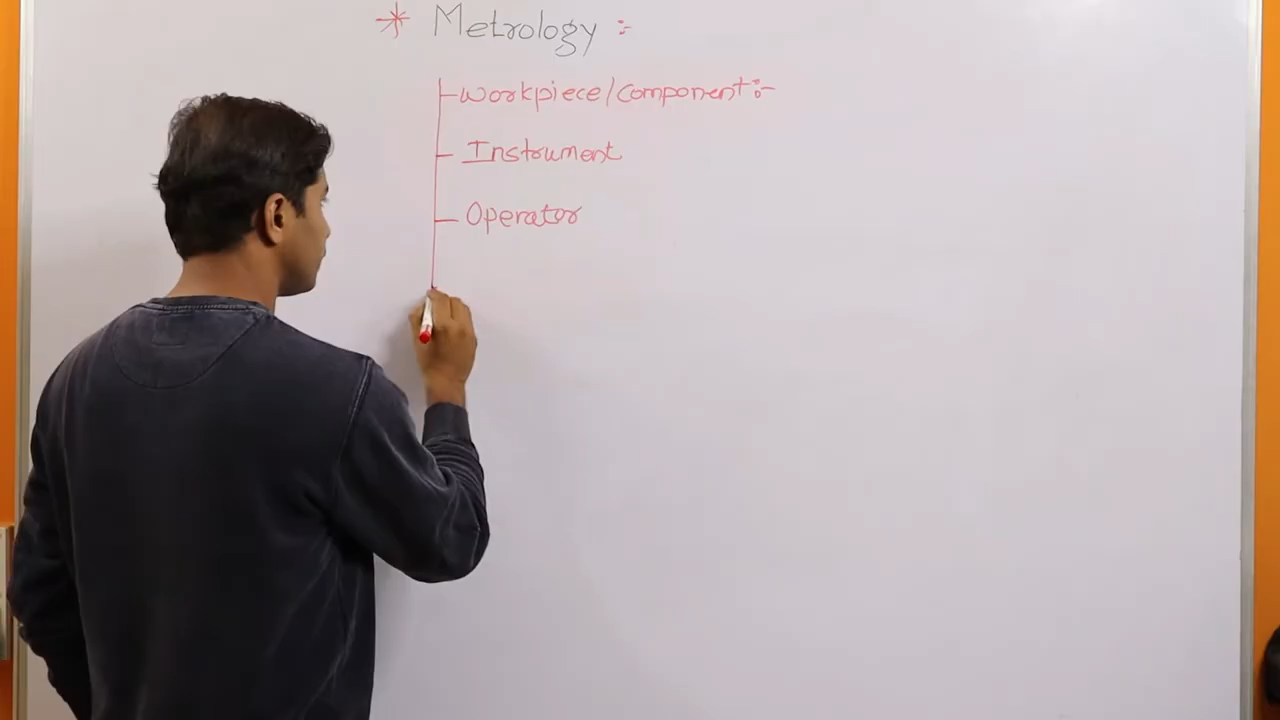 * Metrology :-
Workpiece/Component:-
Instrument
Operator